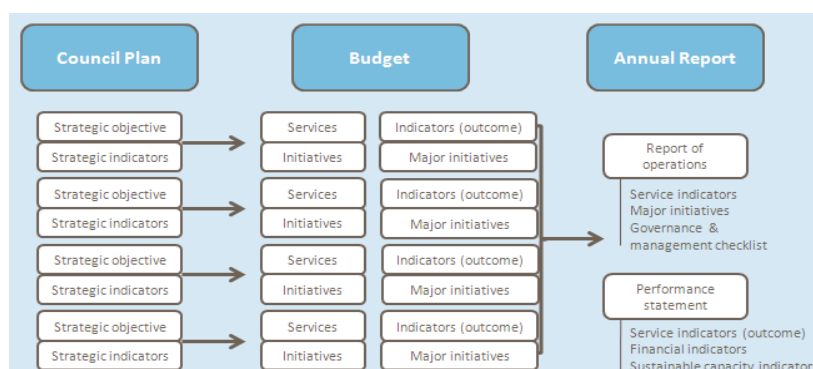 Council Plan
Budget
Annual Report
Strategic objective
Strategic indicators
Services
Initiatives
Indicators (outcome)
Major initiatives
Strategic objective
Strategic indicators
Services
Initiatives
Indicators (outcome)
Major initiatives
Strategic objective
Strategic indicators
Services
Initiatives
Indicators (outcome)
Major initiatives
Strategic objective
Strategic indicators
Services
Initiatives
Indicators (outcome)
Major initiatives
Report of
operations
Service indicators
Major initiatives
Governance &
management checklist
Performance
statement
Service indicators (outcome)
Financial indicators
Sustainable capacity indicator